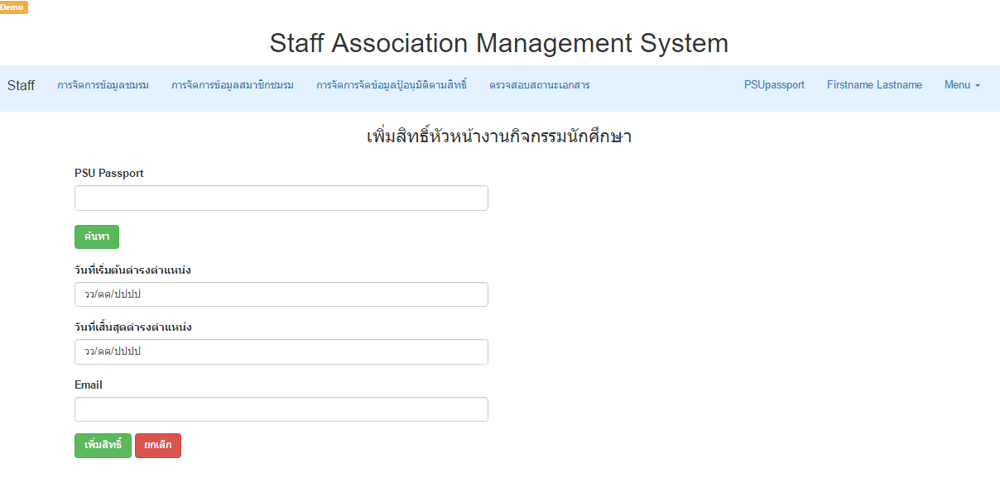 Demo
Staff Association Management System
Staff การจัดการข้อมูลชมรม การจัดการข้อมูลสมาชิกชมรม การจัดการจัดข้อมูลผู้อนุมัติตามสิทธิ์ ตรวจสอบสถานะเอกสาร PSUpassport Firstname Lastname Menu
เพิ่มสิทธิ์หัวหน้างานกิจกรรมนักศึกษา
PSU Passport
ค้นหา
วันที่เริ่มต้นดำรงตำแหน่ง
วว/ดด/ปปปป
วันที่เสิ้นสุดดำรงตำแหน่ง
วว/ดด/ปปปป
Email
เพิ่มสิทธิ์ ยกเลิก